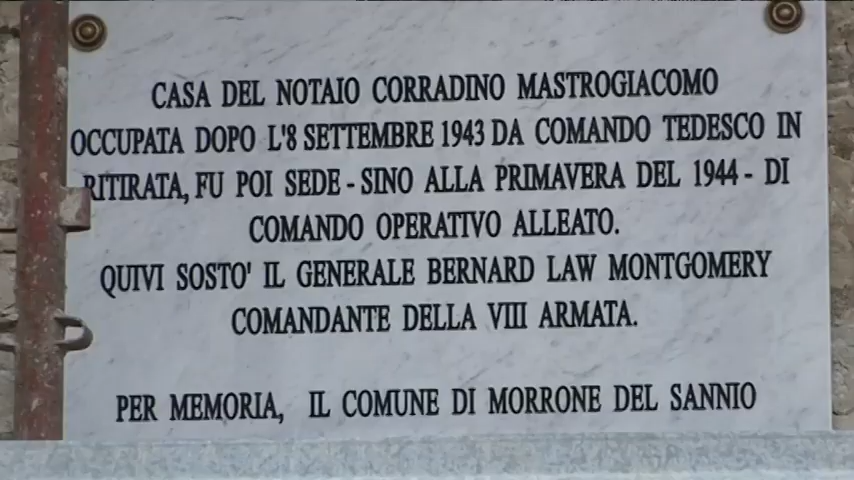 CASA DEL NOTAIO CORRADINO MASTROGIACOMO
OCCUPATA DOPO L'8 SETTEMBRE 1943 DA COMANDO TEDESCO IN
RITIRATA, FU POI SEDE - SINO ALLA PRIMAVERA DEL 1944 - DI
COMANDO OPERATIVO ALLEATO.
QUIVI SOSTO' IL GENERALE BERNARD LAW MONTGOMERY
COMANDANTE DELLA VIII ARMATA.
PER MEMORIA, IL COMUNE DI MORRONE DEL SANNIO